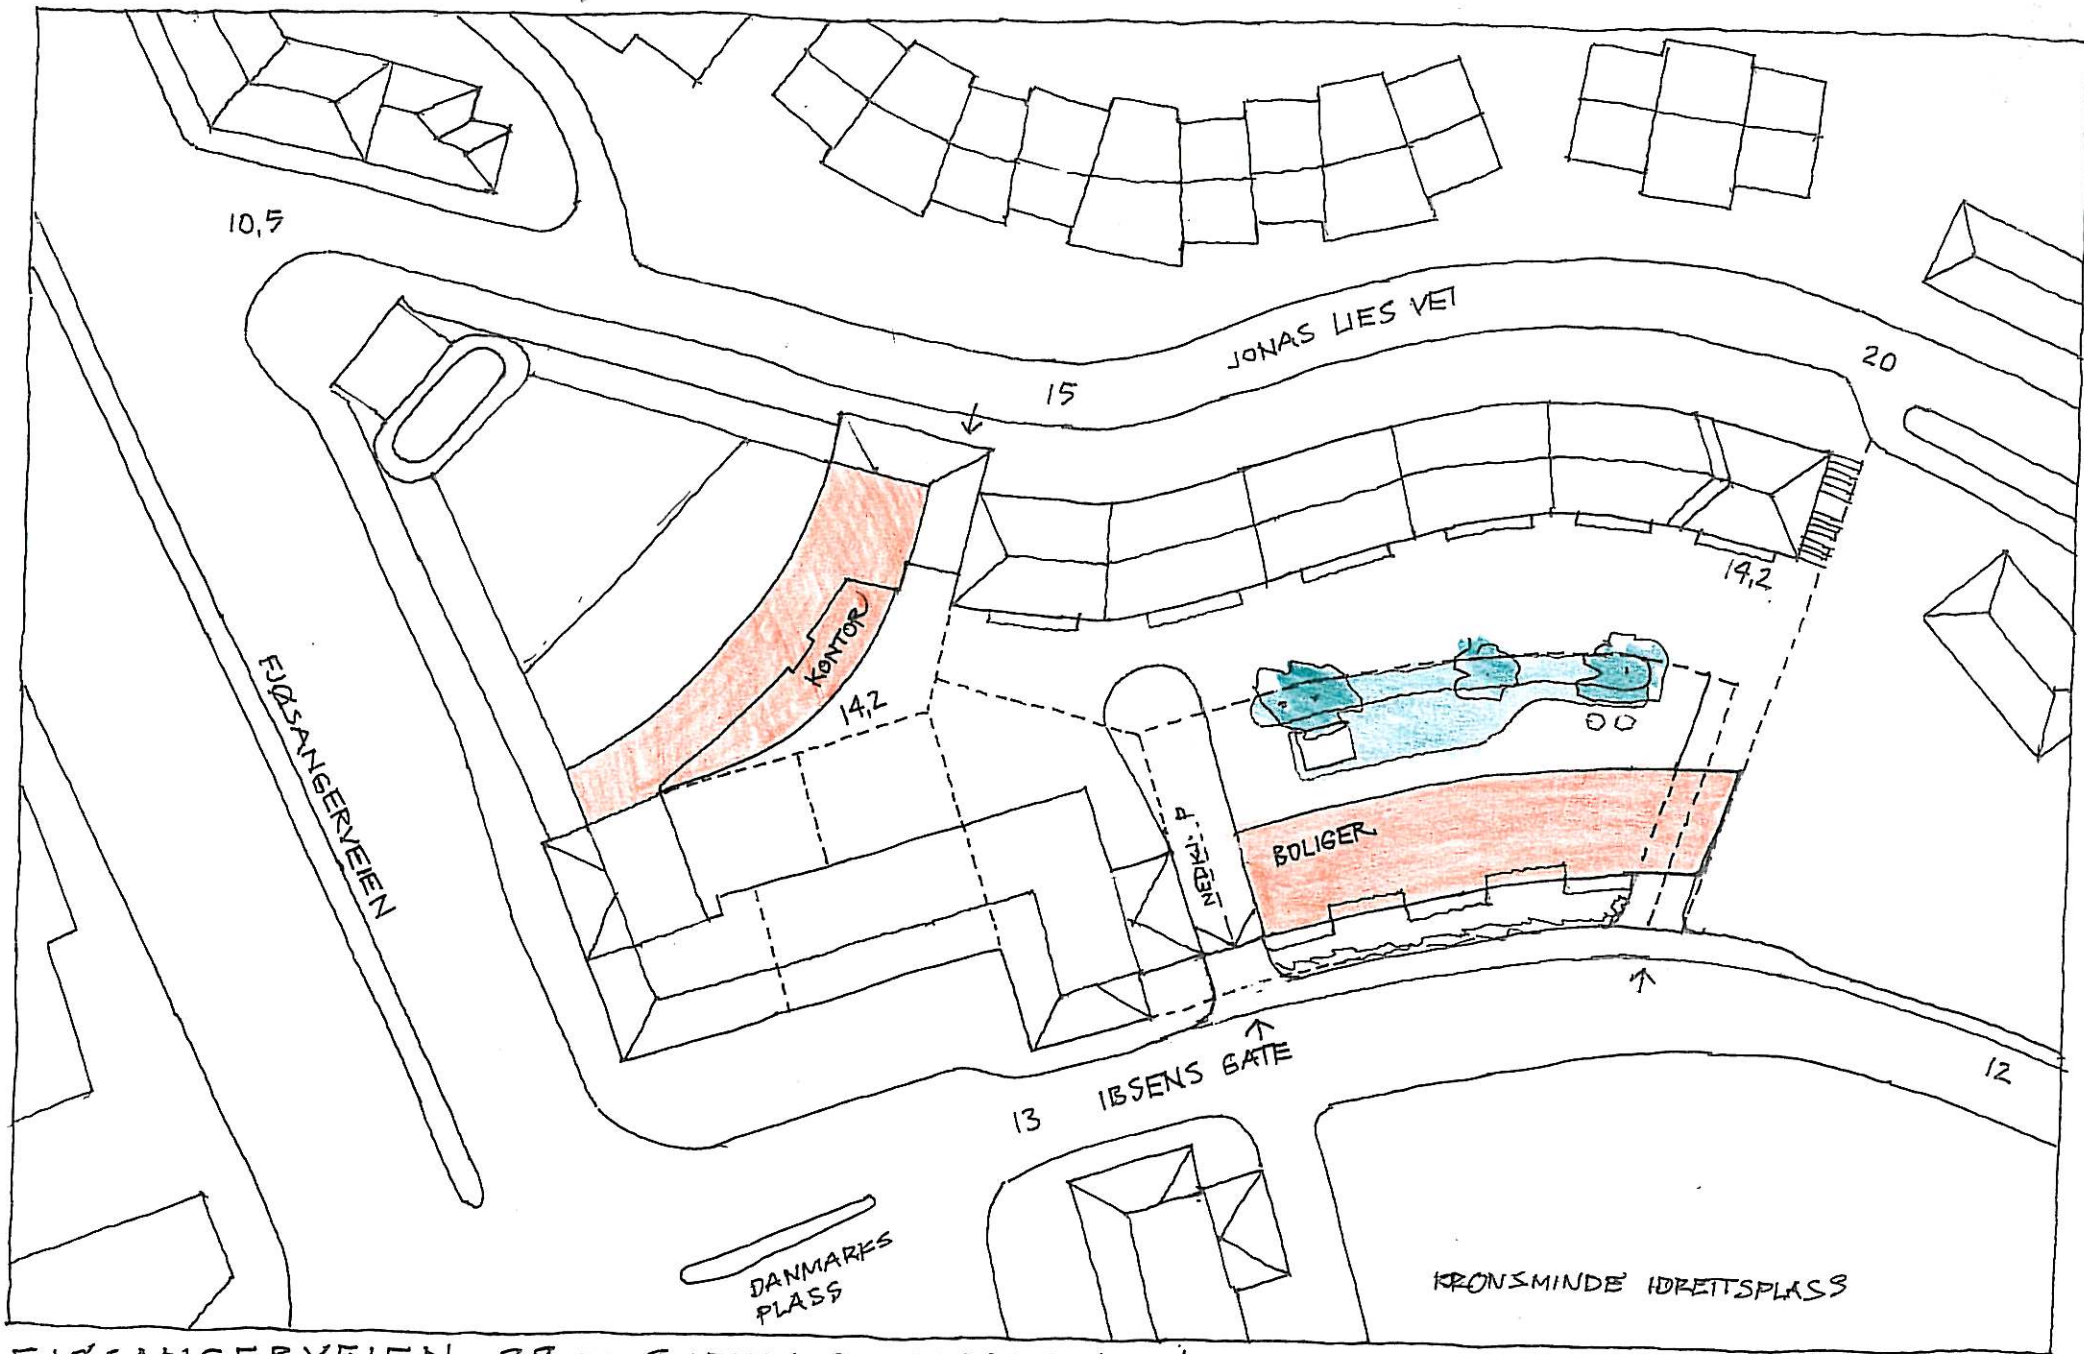 10,5
JONAS LIES VEI
20
15
14,2
KONTOR
14,2
FJØSANGERVEIEN
BOLIGER
NEDKJ.
13 IBSENS GATE
12
DANMARKS
PLASS
KRONSMINDE IDRETTSPLASS
FJØSANGERVEIEN